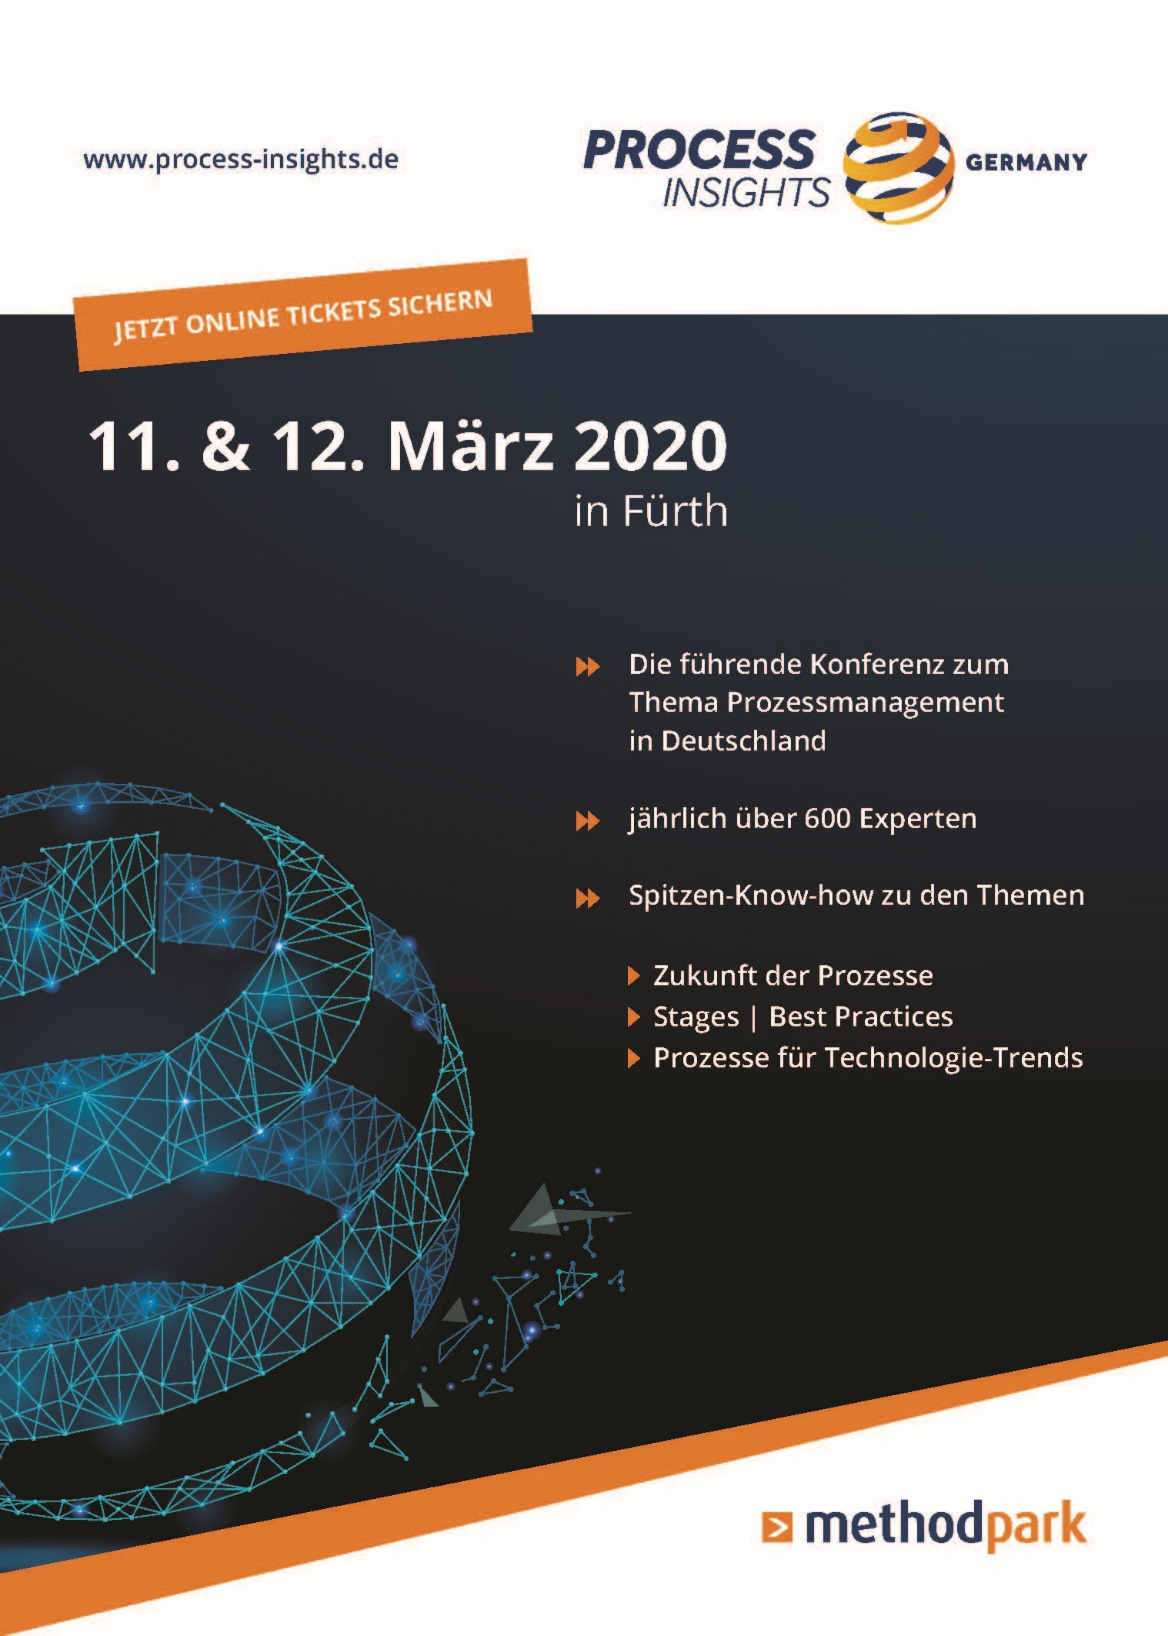 www.process-insights.de
PROCESS
INSIGHTS
GERMANY
JETZT ONLINE TICKETS SICHERN
11. & 12. März 2020
in Fürth
Die führende Konferenz zum
Thema Prozessmanagement
in Deutschland
jährlich über 600 Experten
Spitzen-Know-how zu den Themen
Zukunft der Prozesse
Stages | Best Practices
Prozesse für Technologie-Trends
methodpark